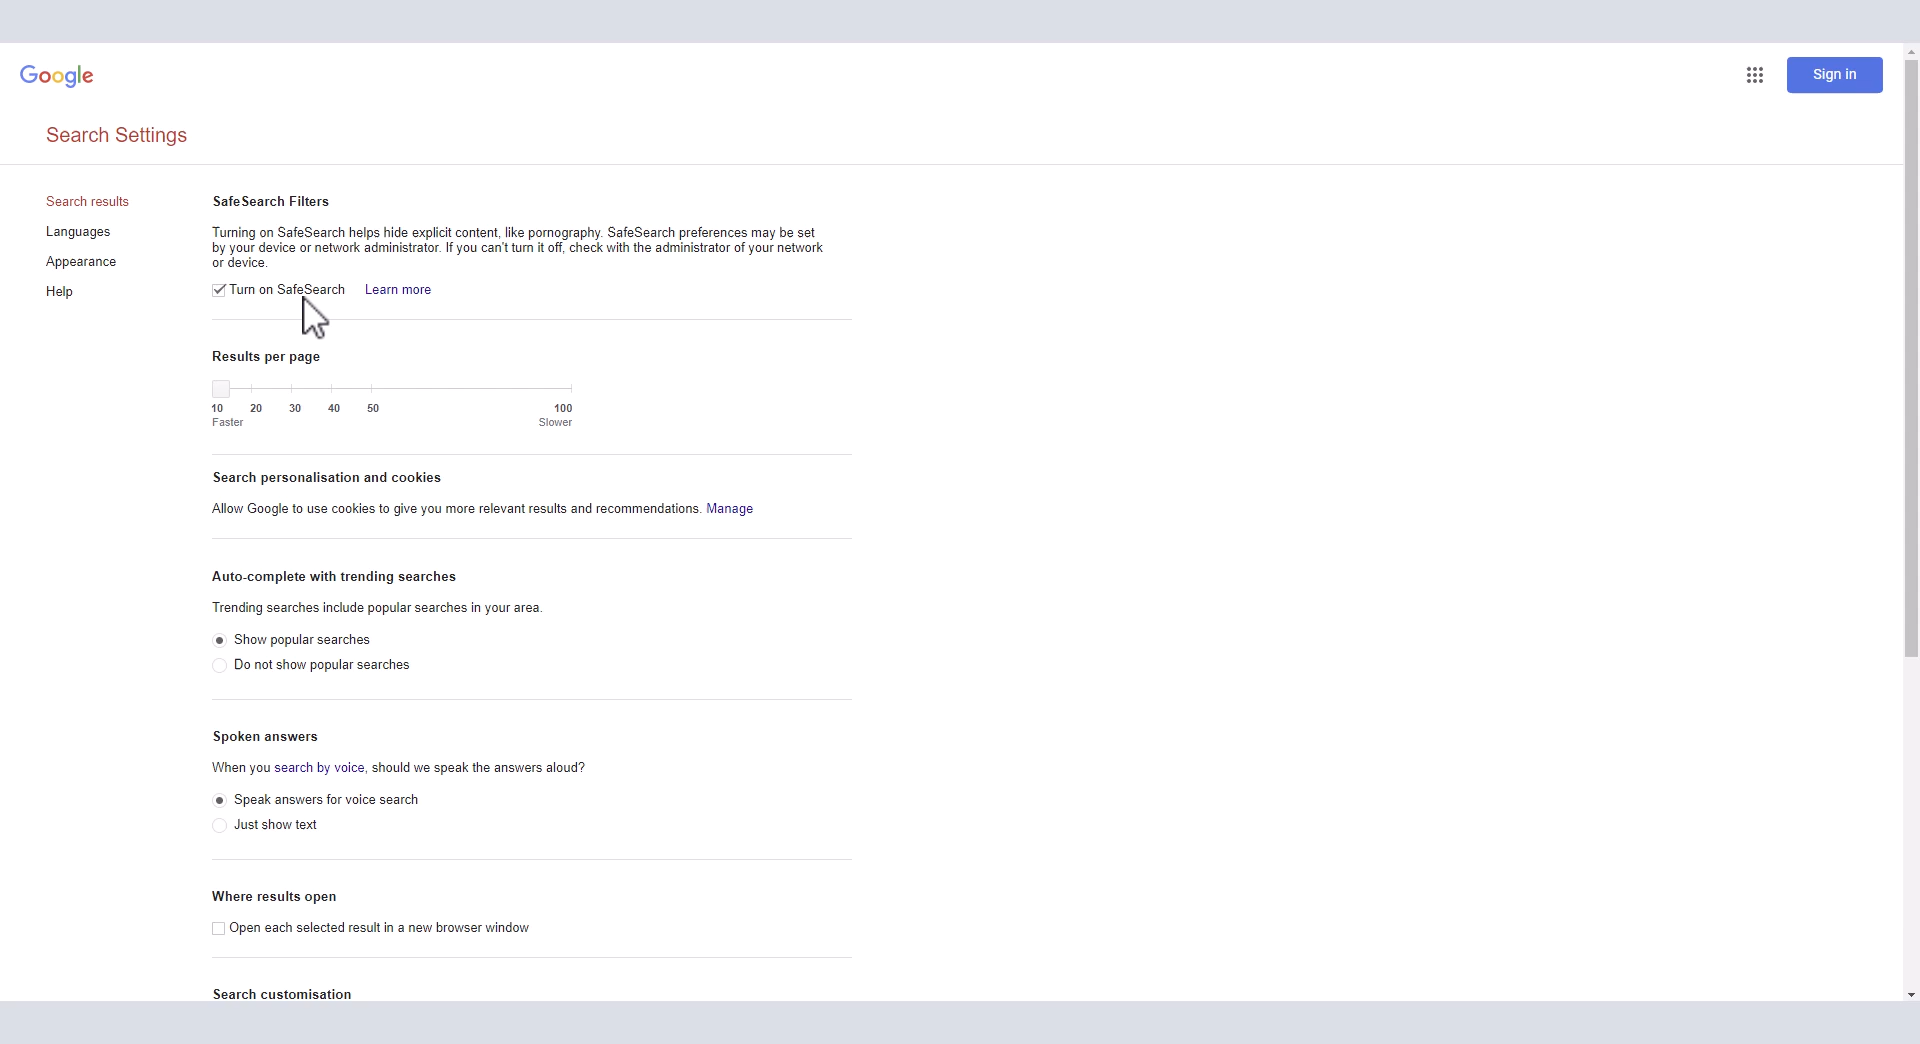 Google
Sign in
Search Settings
Search results
Languages
Appearance
Help
SafeSearch Filters
Turning on SafeSearch helps hide explicit content, like pornography. SafeSearch preferences may be set
by your device or network administrator. If you can't turn it off, check with the administrator of your network
or device.
Turn on SafeSearch Learn more
Results per page
10 20 30 40 50 100
Faster Slower
Search personalisation and cookies
Allow Google to use cookies to give you more relevant results and recommendations. Manage
Auto-complete with trending searches
Trending searches include popular searches in your area.
Show popular searches
Do not show popular searches
Spoken answers
When you search by voice, should we speak the answers aloud?
Speak answers for voice search
Just show text
Where results open
Open each selected result in a new browser window
Search customisation